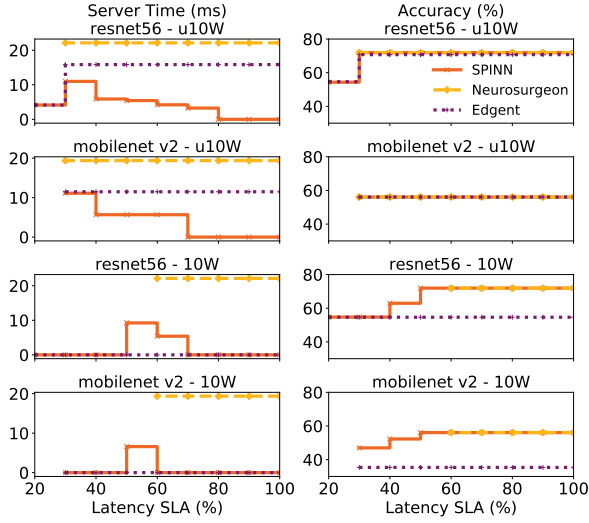 Server Time (ms)
resnet56 - u10W
20
10
0
Accuracy (%)
resnet56 - u10W
80
60
40
SPINN
Neurosurgeon
Edgent
mobilenet v2 - u10W
20
10
0
mobilenet v2 - u10W
80
60
40
resnet56 - 10W
20
10
0
resnet56 - 10W
80
60
40
mobilenet v2 - 10W
20
10
0
20 40 60 80 100
Latency SLA (%)
mobilenet v2 - 10W
80
60
40
20 40 60 80 100
Latency SLA (%)